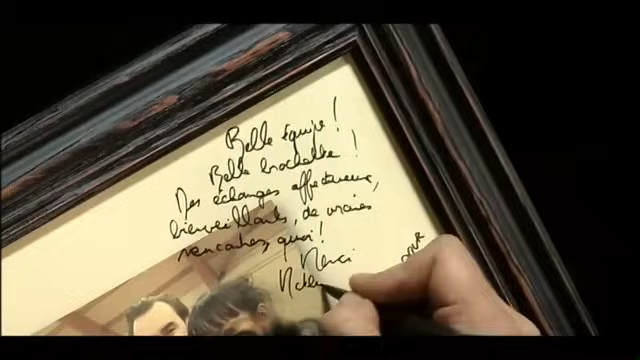 Belle équipe !
Belle brochette !
Des échanges affectueux,
bienveillants, de vraies
rencontres, quoi !
Merci